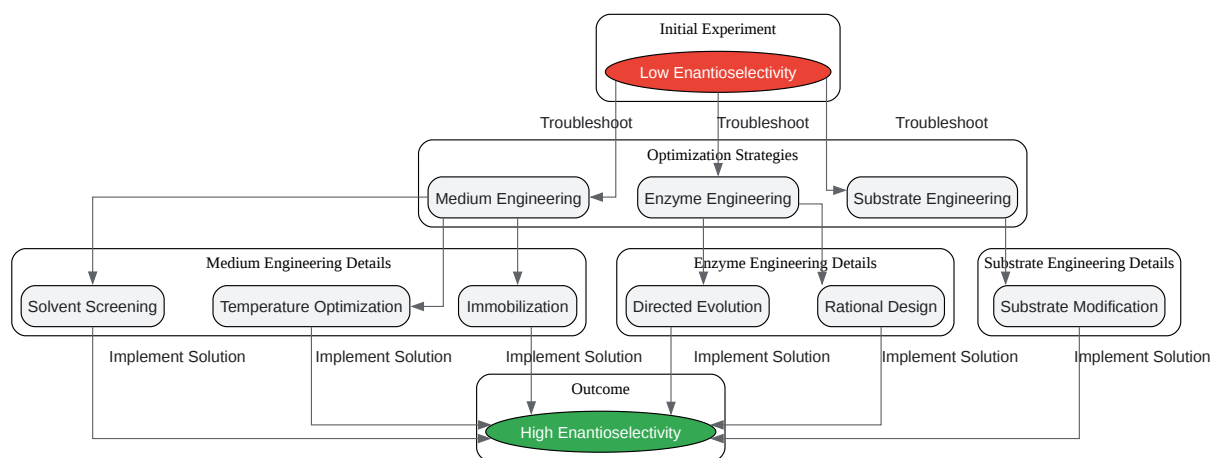 Initial Experiment
Low Enantioselectivity
Troubleshoot
Troubleshoot
Troubleshoot
Optimization Strategies
Medium Engineering
Enzyme Engineering
Substrate Engineering
Medium Engineering Details
Enzyme Engineering Details
Substrate Engineering Details
Solvent Screening
Temperature Optimization
Immobilization
Directed Evolution
Rational Design
Substrate Modification
Implement Solution
Implement Solution
Implement Solution
Implement Solution
Implement Solution
Implement Solution
Outcome
High Enantioselectivity